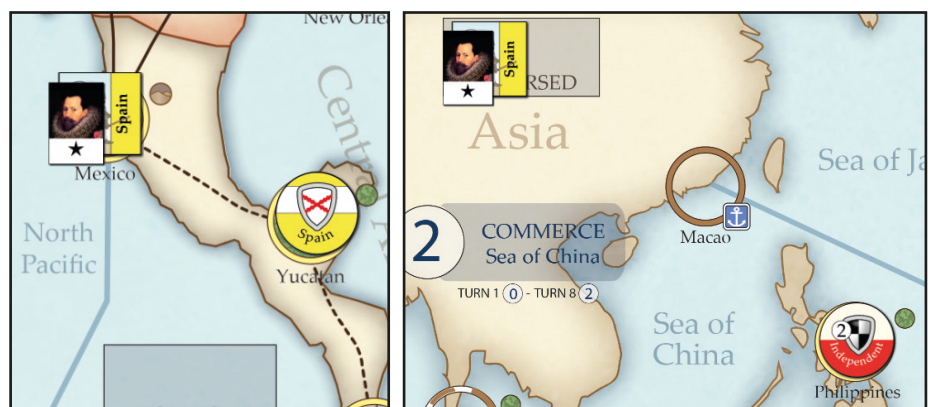 New Orle
Central A
Spain
Mexico
Spain
Yucatan
North
Pacific
Spain
RSED
Asia
Sea of Ja
Macao
2
COMMERCE
Sea of China
TURN 1 0 - TURN 8 2
Sea of
China
2
Independent
Philippines